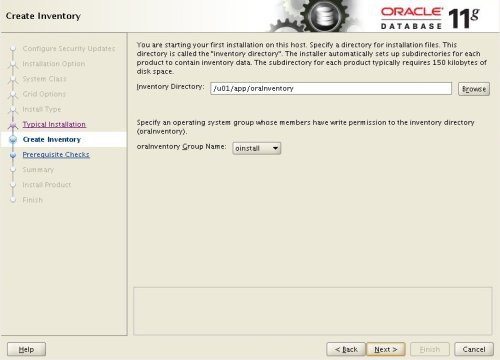 Create Inventory
ORACLE
DATABASE 11g
Configure Security Updates
Installation Option
System Class
Grid Options
Install Type
Typical Installation
Create Inventory
Prerequisite Checks
Summary
Install Product
Finish
You are starting your first installation on this host. Specify a directory for installation files. This
directory is called the "inventory directory". The installer automatically sets up subdirectories for each
product to contain inventory data. The subdirectory for each product typically requires 150 kilobytes of
disk space.
Inventory Directory: /u01/app/oraInventory Browse
Specify an operating system group whose members have write permission to the inventory directory
(oraInventory).
oraInventory Group Name: oinstall
Help < Back Next > Finish Cancel